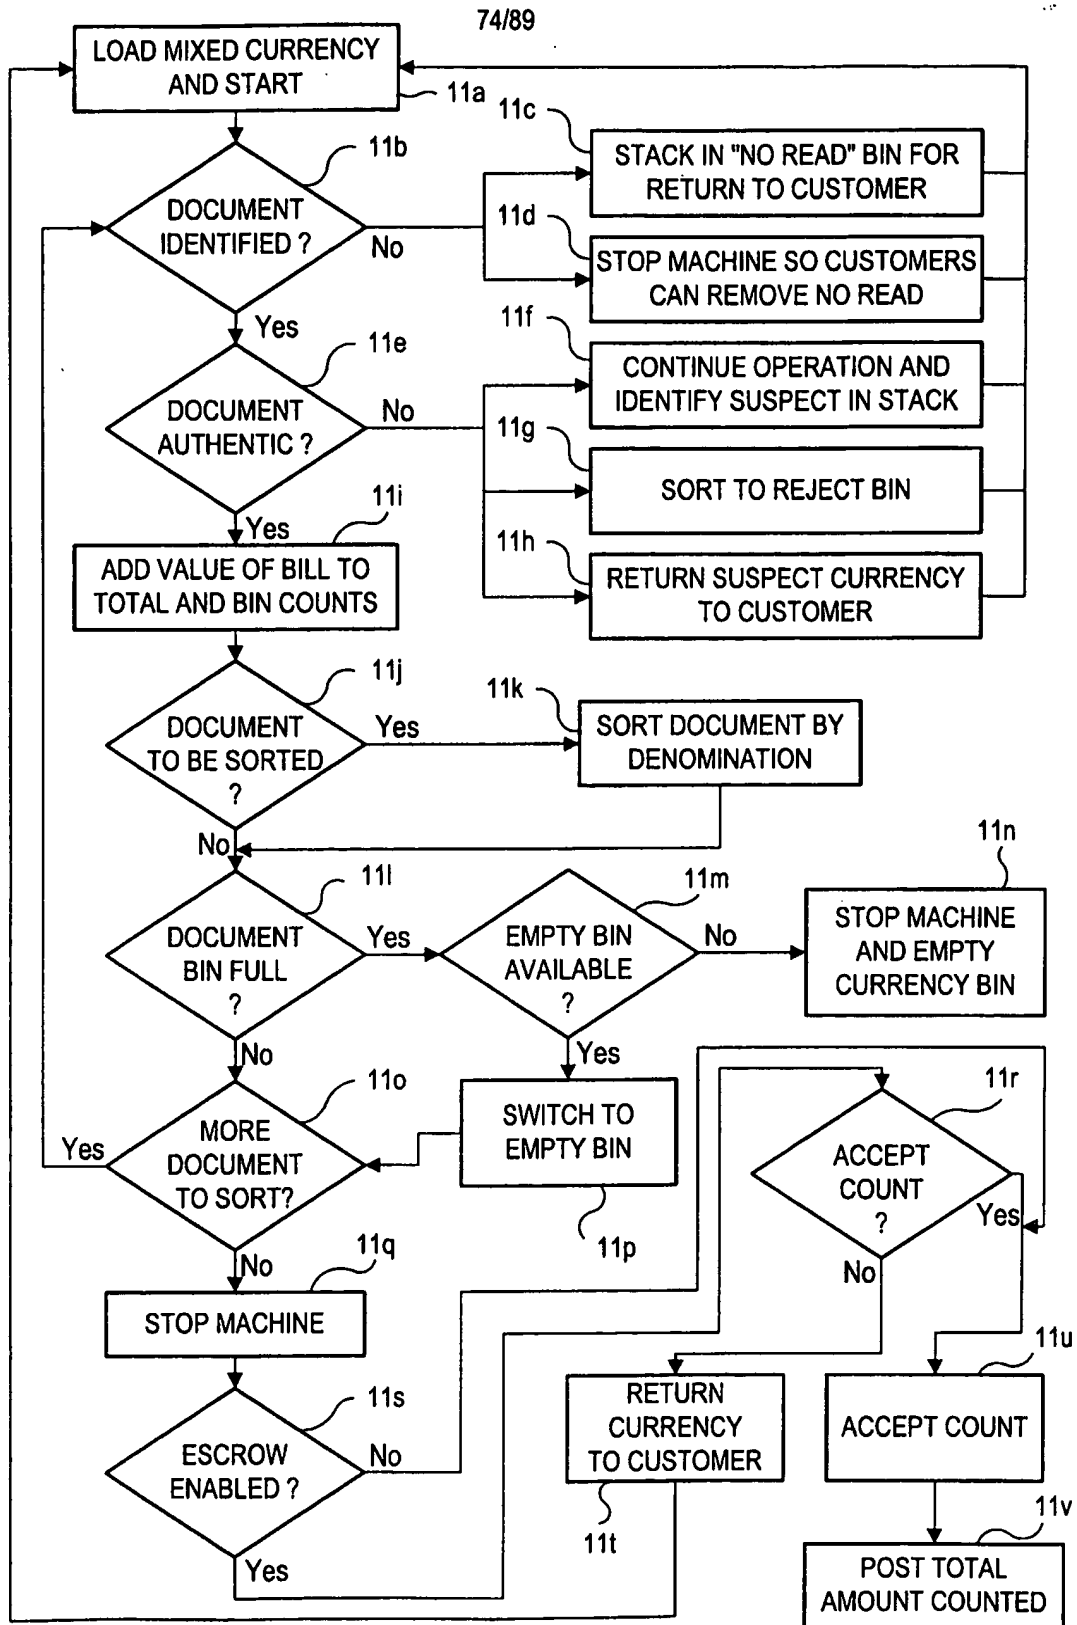 74/89
LOAD MIXED CURRENCY
AND START
11a
11b
DOCUMENT
IDENTIFIED ?
No
Yes
11c
STACK IN "NO READ" BIN FOR
RETURN TO CUSTOMER
11d
STOP MACHINE SO CUSTOMERS
CAN REMOVE NO READ
11e
DOCUMENT
AUTHENTIC ?
No
Yes
11f
CONTINUE OPERATION AND
IDENTIFY SUSPECT IN STACK
11g
SORT TO REJECT BIN
11h
RETURN SUSPECT CURRENCY
TO CUSTOMER
11i
ADD VALUE OF BILL TO
TOTAL AND BIN COUNTS
11j
DOCUMENT
TO BE SORTED
?
Yes
No
11k
SORT DOCUMENT BY
DENOMINATION
11l
DOCUMENT
BIN FULL
?
Yes
No
11m
EMPTY BIN
AVAILABLE
?
No
Yes
11n
STOP MACHINE
AND EMPTY
CURRENCY BIN
11o
MORE
DOCUMENT
TO SORT?
Yes
No
SWITCH TO
EMPTY BIN
11p
11r
ACCEPT
COUNT
?
Yes
No
11q
STOP MACHINE
11s
ESCROW
ENABLED ?
No
Yes
RETURN
CURRENCY
TO CUSTOMER
11t
11u
ACCEPT COUNT
11v
POST TOTAL
AMOUNT COUNTED